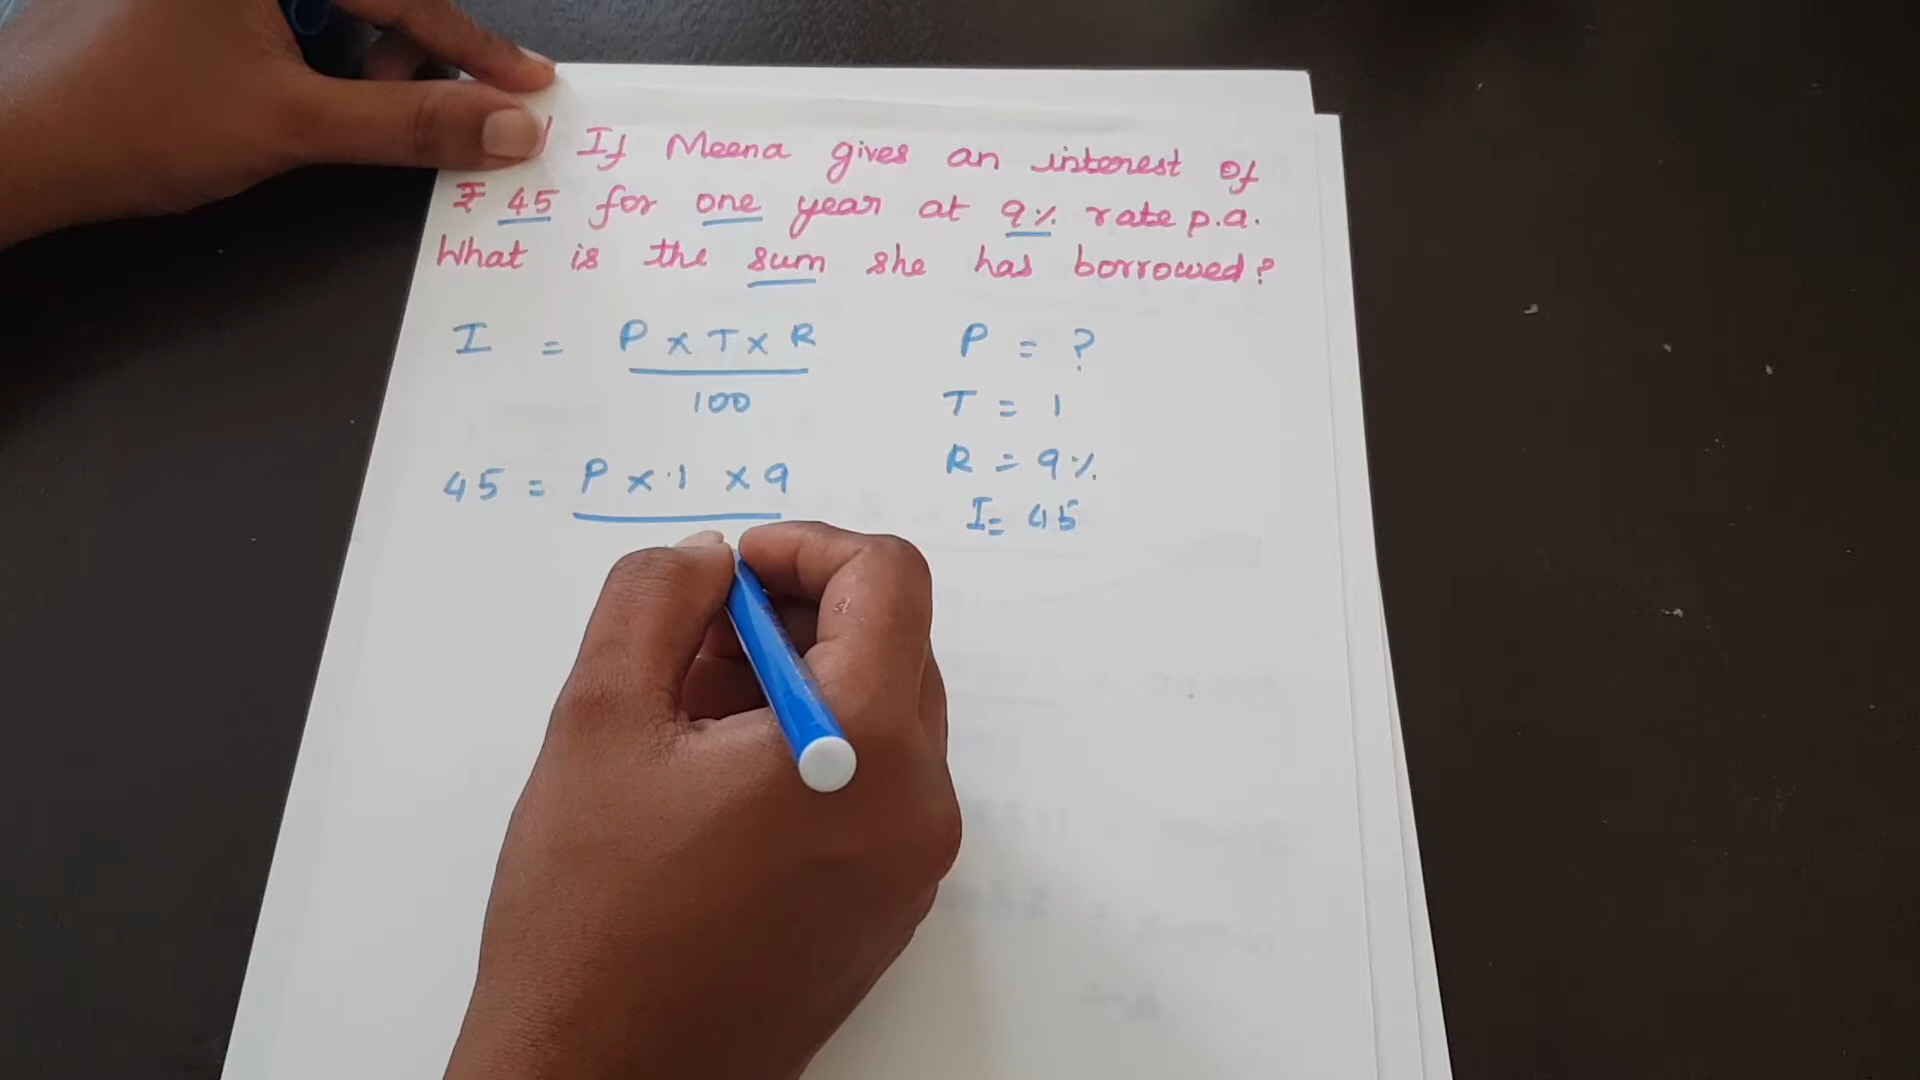 If Meena gives an interest of
₹ 45 for one year at 9% rate p.a.
What is the sum she has borrowed?
I = P x T x R
100
P = ?
T = 1
R = 9%
I = 45
45 = P x 1 x 9